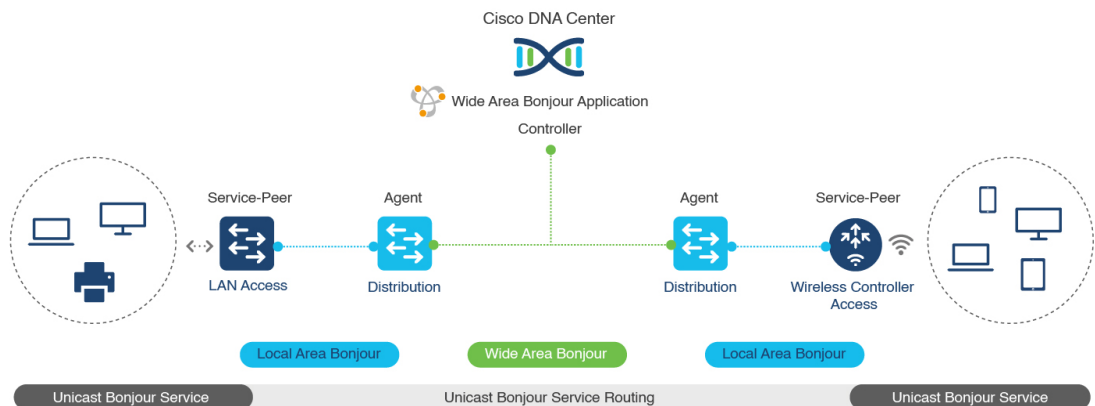 Cisco DNA Center
Wide Area Bonjour Application
Controller
Service-Peer
Agent
Agent
Service-Peer
LAN Access
Distribution
Distribution
Wireless Controller
Access
Local Area Bonjour
Wide Area Bonjour
Local Area Bonjour
Unicast Bonjour Service
Unicast Bonjour Service Routing
Unicast Bonjour Service